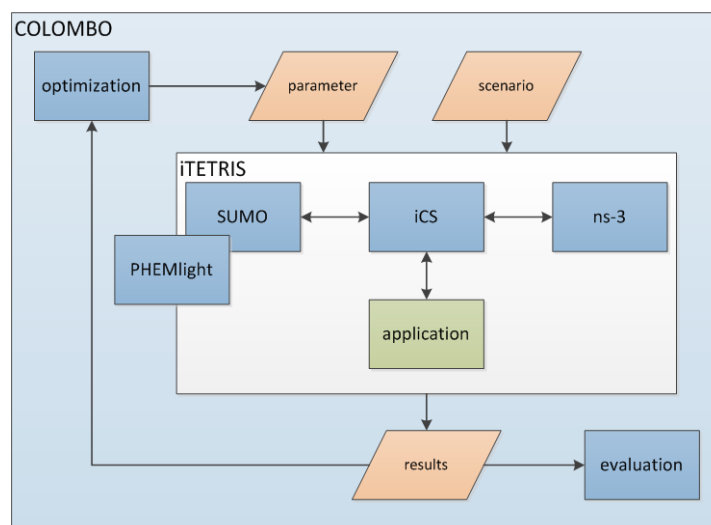 COLOMBO
optimization
parameter
scenario
iTETRIS
SUMO
iCS
ns-3
PHEMlight
application
results
evaluation